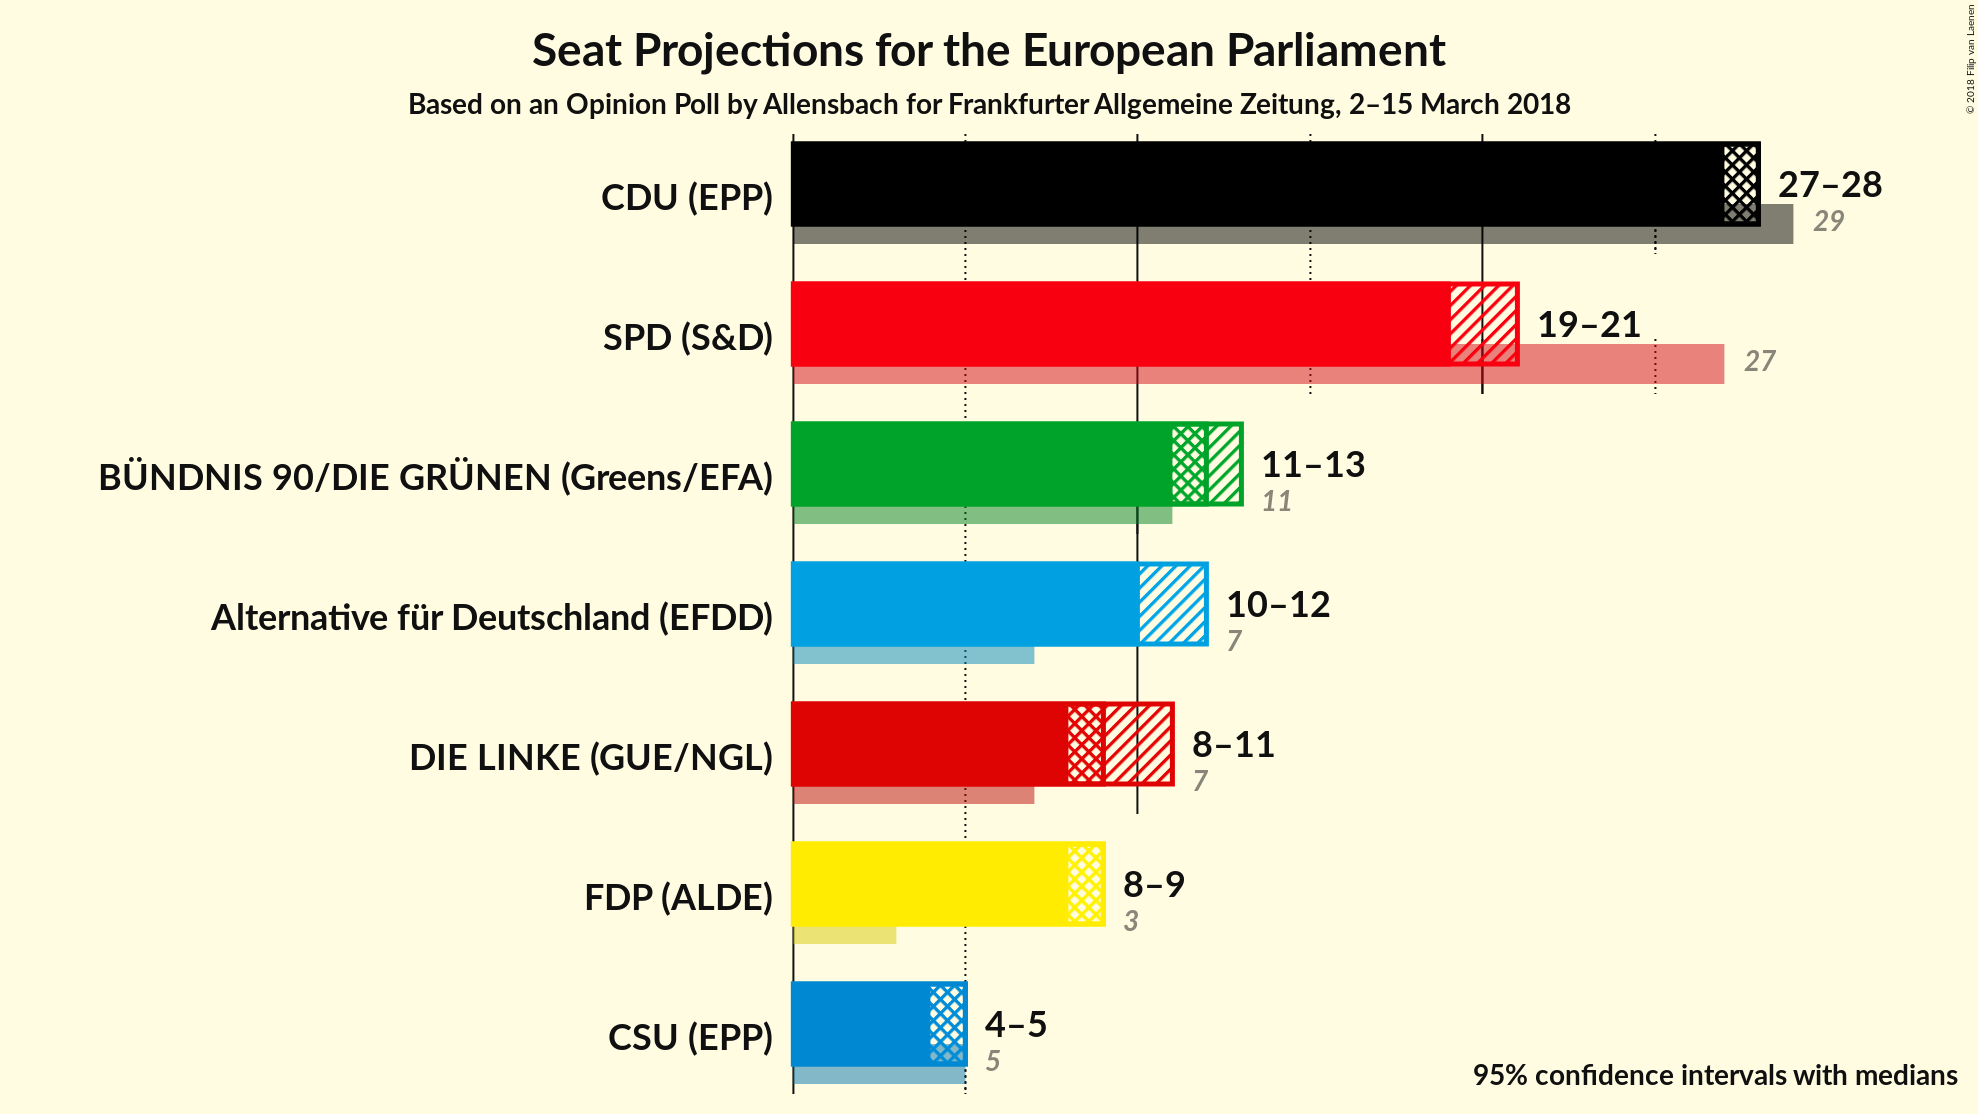 Seat Projections for the European Parliament
Based on an Opinion Poll by Allensbach for Frankfurter Allgemeine Zeitung, 2–15 March 2018
© 2018 Filip van Laenen
CDU (EPP)
27–28
29
SPD (S&D)
19–21
27
BÜNDNIS 90/DIE GRÜNEN (Greens/EFA)
11–13
11
Alternative für Deutschland (EFDD)
10–12
7
DIE LINKE (GUE/NGL)
8–11
7
FDP (ALDE)
8–9
3
CSU (EPP)
4–5
5
95% confidence intervals with medians